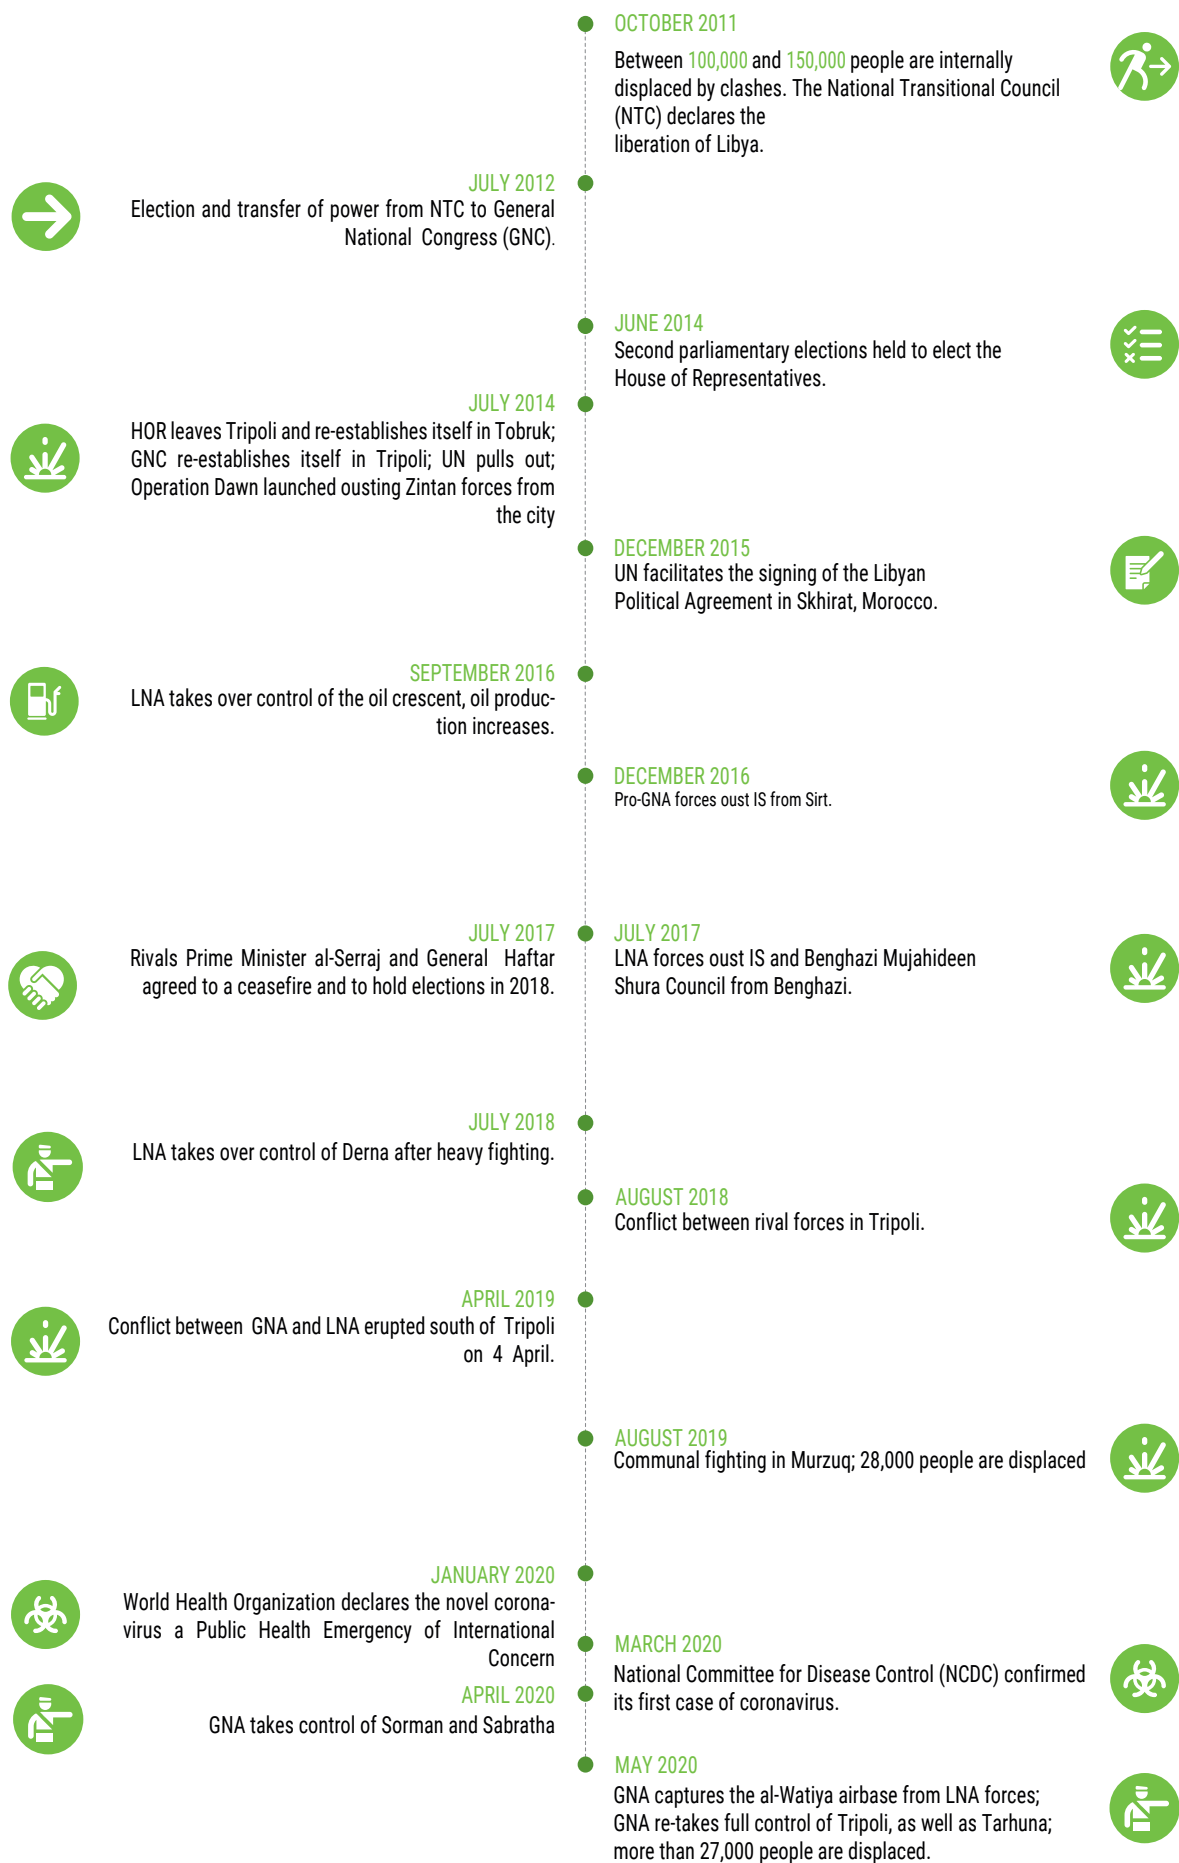 OCTOBER 2011
Between 100,000 and 150,000 people are internally
displaced by clashes. The National Transitional Council
(NTC) declares the
liberation of Libya.
JULY 2012
Election and transfer of power from NTC to General
National Congress (GNC).
JUNE 2014
Second parliamentary elections held to elect the
House of Representatives.
JULY 2014
HOR leaves Tripoli and re-establishes itself in Tobruk;
GNC re-establishes itself in Tripoli; UN pulls out;
Operation Dawn launched ousting Zintan forces from
the city
DECEMBER 2015
UN facilitates the signing of the Libyan
Political Agreement in Skhirat, Morocco.
SEPTEMBER 2016
LNA takes over control of the oil crescent, oil produc-
tion increases.
DECEMBER 2016
Pro-GNA forces oust IS from Sirt.
JULY 2017
Rivals Prime Minister al-Serraj and General Haftar
agreed to a ceasefire and to hold elections in 2018.
JULY 2017
LNA forces oust IS and Benghazi Mujahideen
Shura Council from Benghazi.
JULY 2018
LNA takes over control of Derna after heavy fighting.
AUGUST 2018
Conflict between rival forces in Tripoli.
APRIL 2019
Conflict between GNA and LNA erupted south of Tripoli
on 4 April.
AUGUST 2019
Communal fighting in Murzuq; 28,000 people are displaced
JANUARY 2020
World Health Organization declares the novel corona-
virus a Public Health Emergency of International
Concern
MARCH 2020
National Committee for Disease Control (NCDC) confirmed
its first case of coronavirus.
APRIL 2020
GNA takes control of Sorman and Sabratha
MAY 2020
GNA captures the al-Watiya airbase from LNA forces;
GNA re-takes full control of Tripoli, as well as Tarhuna;
more than 27,000 people are displaced.